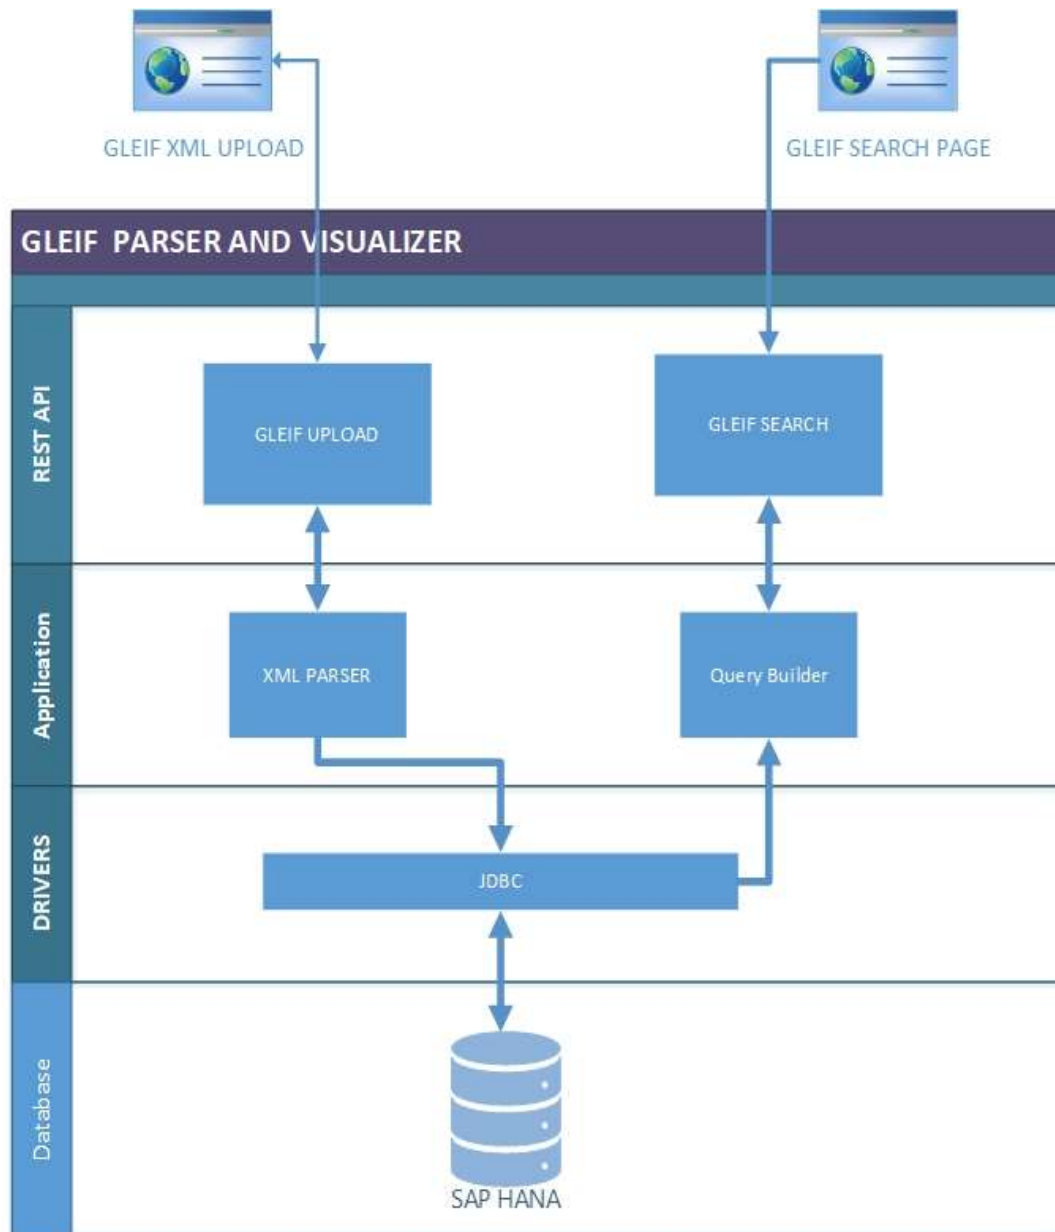 GLEIF XML UPLOAD
GLEIF SEARCH PAGE
GLEIF PARSER AND VISUALIZER
REST API
GLEIF UPLOAD
GLEIF SEARCH
Application
XML PARSER
Query Builder
DRIVERS
JDBC
Database
SAP HANA